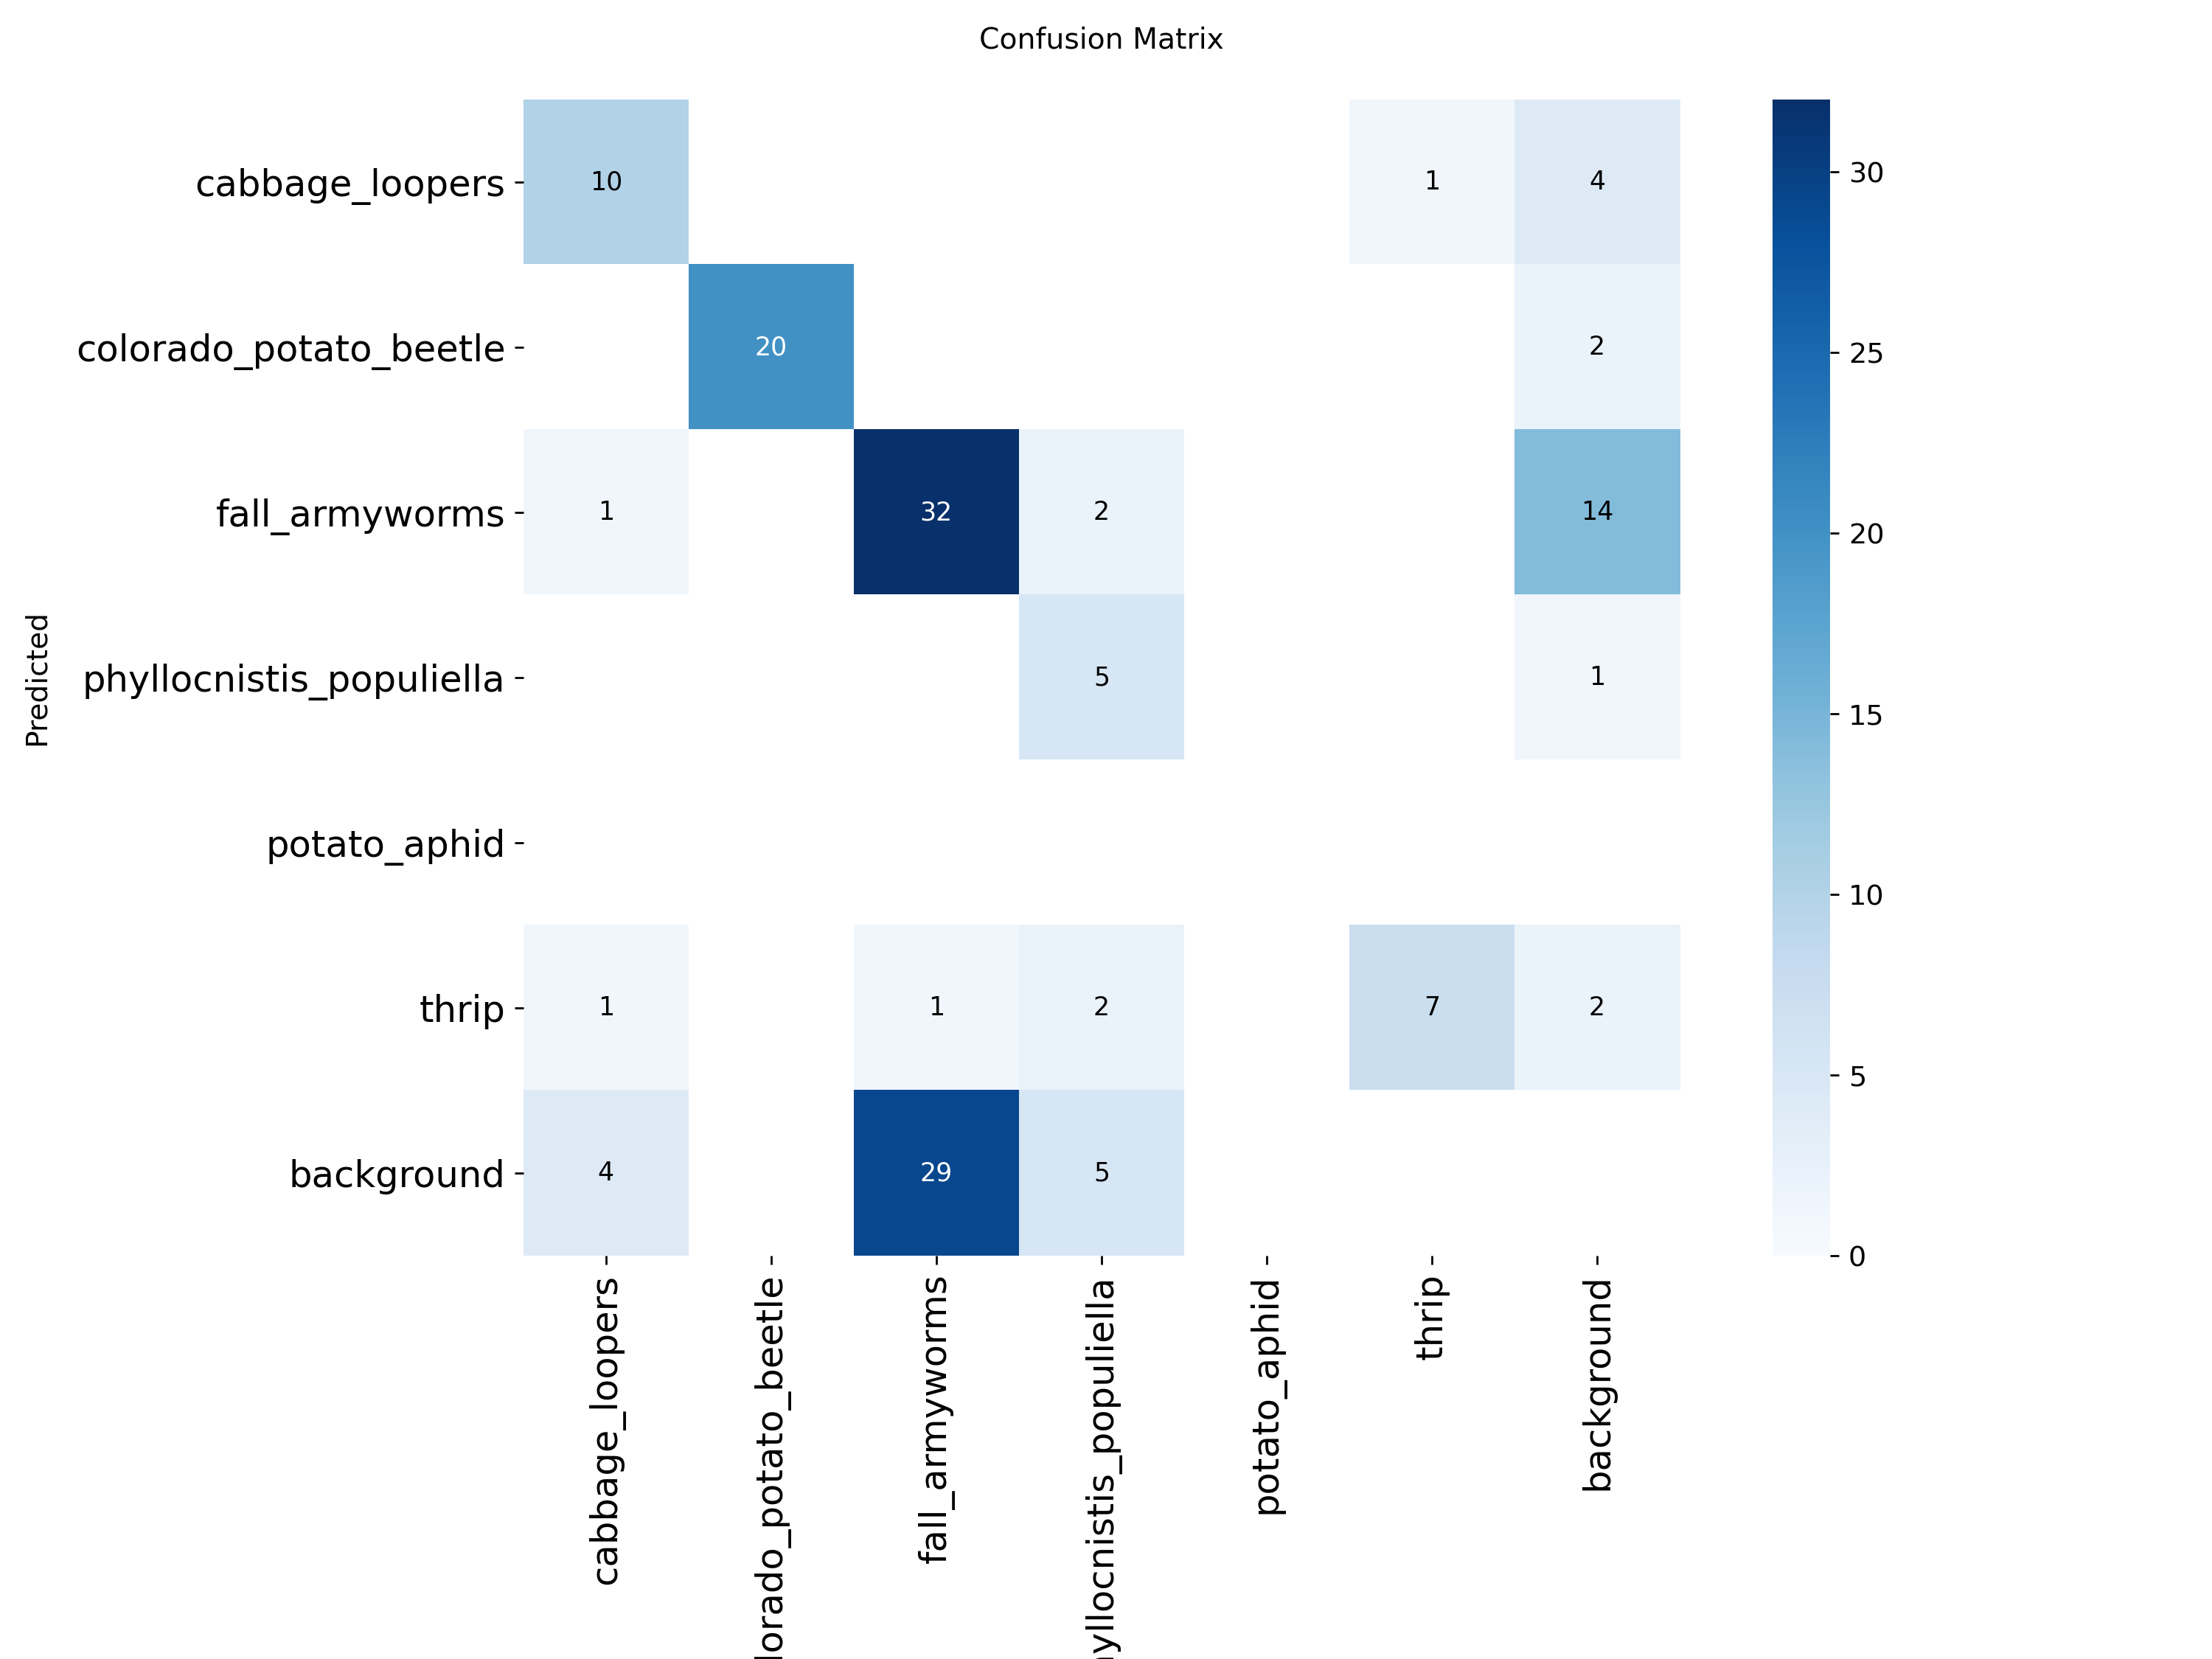 Confusion Matrix
cabbage_loopers 10 1 4
colorado_potato_beetle 20 2
fall_armyworms 1 32 2 14
phyllocnistis_populiella 5 1
potato_aphid
thrip 1 1 2 7 2
background 4 29 5
Predicted
cabbage_loopers
lorado_potato_beetle
fall_armyworms
yllocnistis_populiella
potato_aphid
thrip
background
30
25
20
15
10
5
0